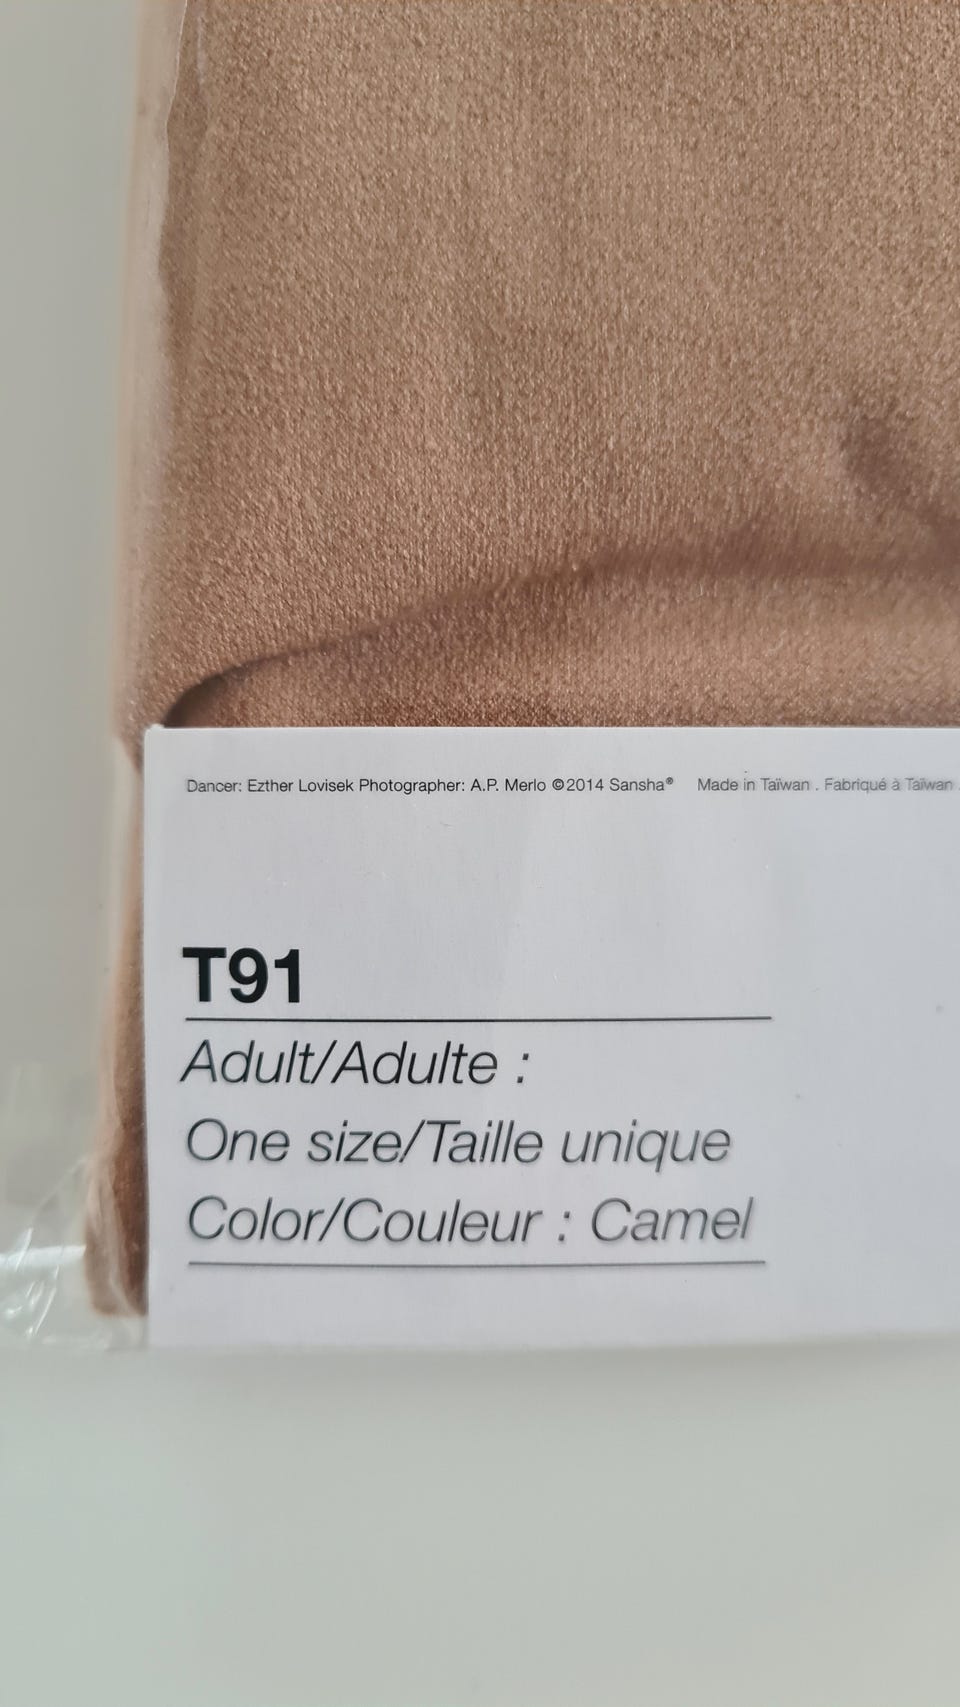 Dancer: Ezther Lovisek Photographer: A.P. Merlo ©2014 Sansha® Made in Taïwan . Fabriqué à Taïwan .
T91
Adult/Adulte :
One size/Taille unique
Color/Couleur : Camel